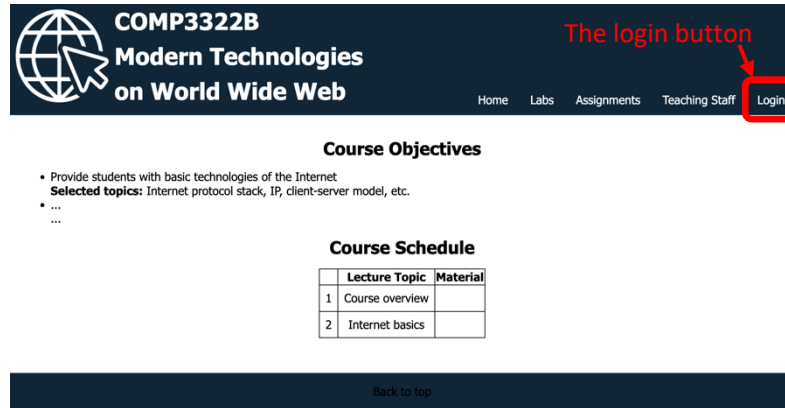 COMP3322B
Modern Technologies
on World Wide Web
The login button
Home Labs Assignments Teaching Staff Login
Course Objectives
• Provide students with basic technologies of the Internet
Selected topics: Internet protocol stack, IP, client-server model, etc.
• ...
...
Course Schedule
Lecture Topic Material
1 Course overview
2 Internet basics
Back to top